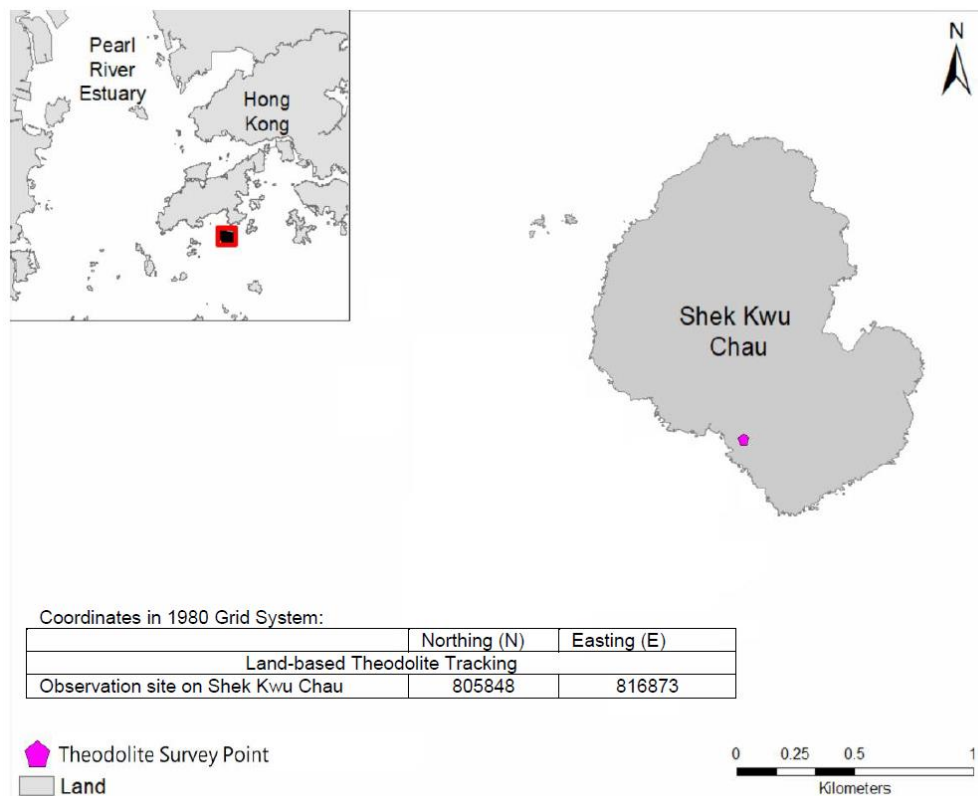 Pearl
River
Estuary
Hong
Kong
N
Shek Kwu
Chau
Coordinates in 1980 Grid System:
Northing (N) Easting (E)
Land-based Theodolite Tracking
Observation site on Shek Kwu Chau 805848 816873
Theodolite Survey Point
Land
0 0.25 0.5 1
Kilometers